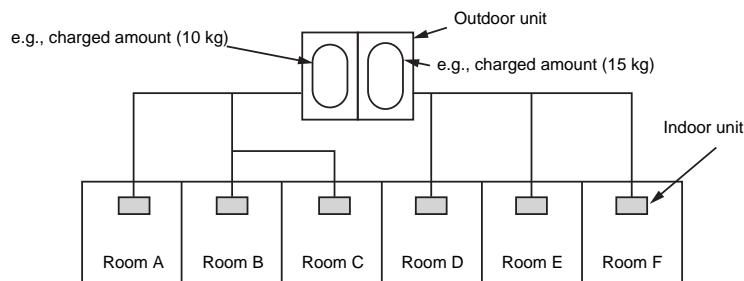 Outdoor unit
e.g., charged amount (10 kg)
e.g., charged amount (15 kg)
Indoor unit
Room A Room B Room C Room D Room E Room F